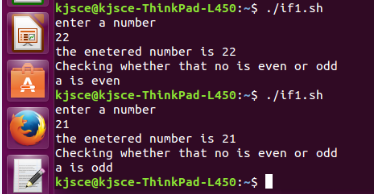 kjsce@kjsce-ThinkPad-L450:~$ ./if1.sh
enter a number
22
the enetered number is 22
Checking whether that no is even or odd
a is even
kjsce@kjsce-ThinkPad-L450:~$ ./if1.sh
enter a number
21
the enetered number is 21
Checking whether that no is even or odd
a is odd
kjsce@kjsce-ThinkPad-L450:~$